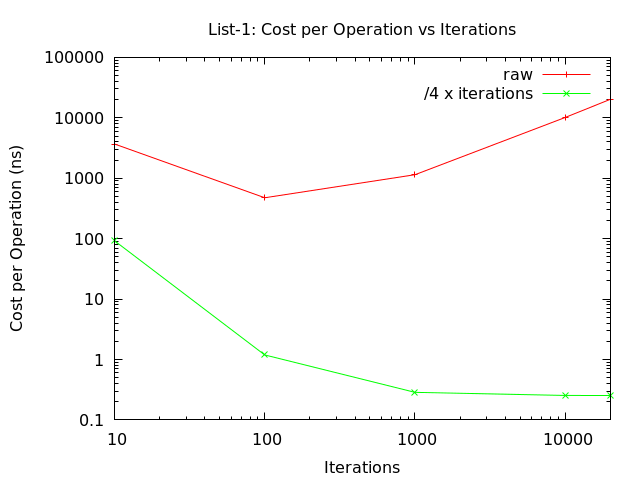 List-1: Cost per Operation vs Iterations
100000
10000
1000
100
10
1
0.1
Cost per Operation (ns)
raw
/4 x iterations
10 100 1000 10000
Iterations